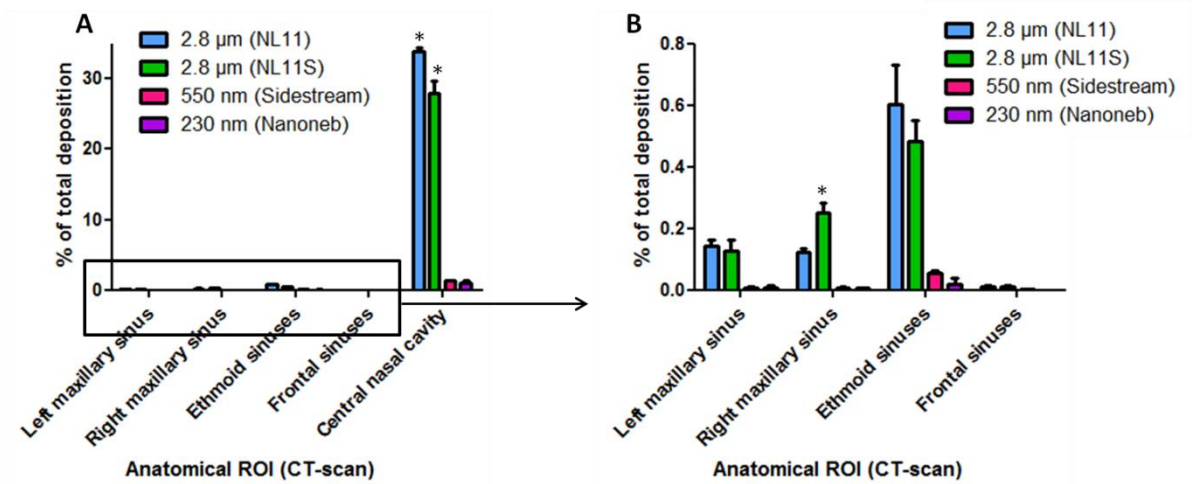 A
2.8 µm (NL11)
2.8 µm (NL11S)
550 nm (Sidestream)
230 nm (Nanoneb)
% of total deposition
30
20
10
0
*
*
Left maxillary sinus
Right maxillary sinus
Ethmoid sinuses
Frontal sinuses
Central nasal cavity
Anatomical ROI (CT-scan)
B
2.8 µm (NL11)
2.8 µm (NL11S)
550 nm (Sidestream)
230 nm (Nanoneb)
% of total deposition
0.8
0.6
0.4
0.2
0.0
*
Left maxillary sinus
Right maxillary sinus
Ethmoid sinuses
Frontal sinuses
Anatomical ROI (CT-scan)